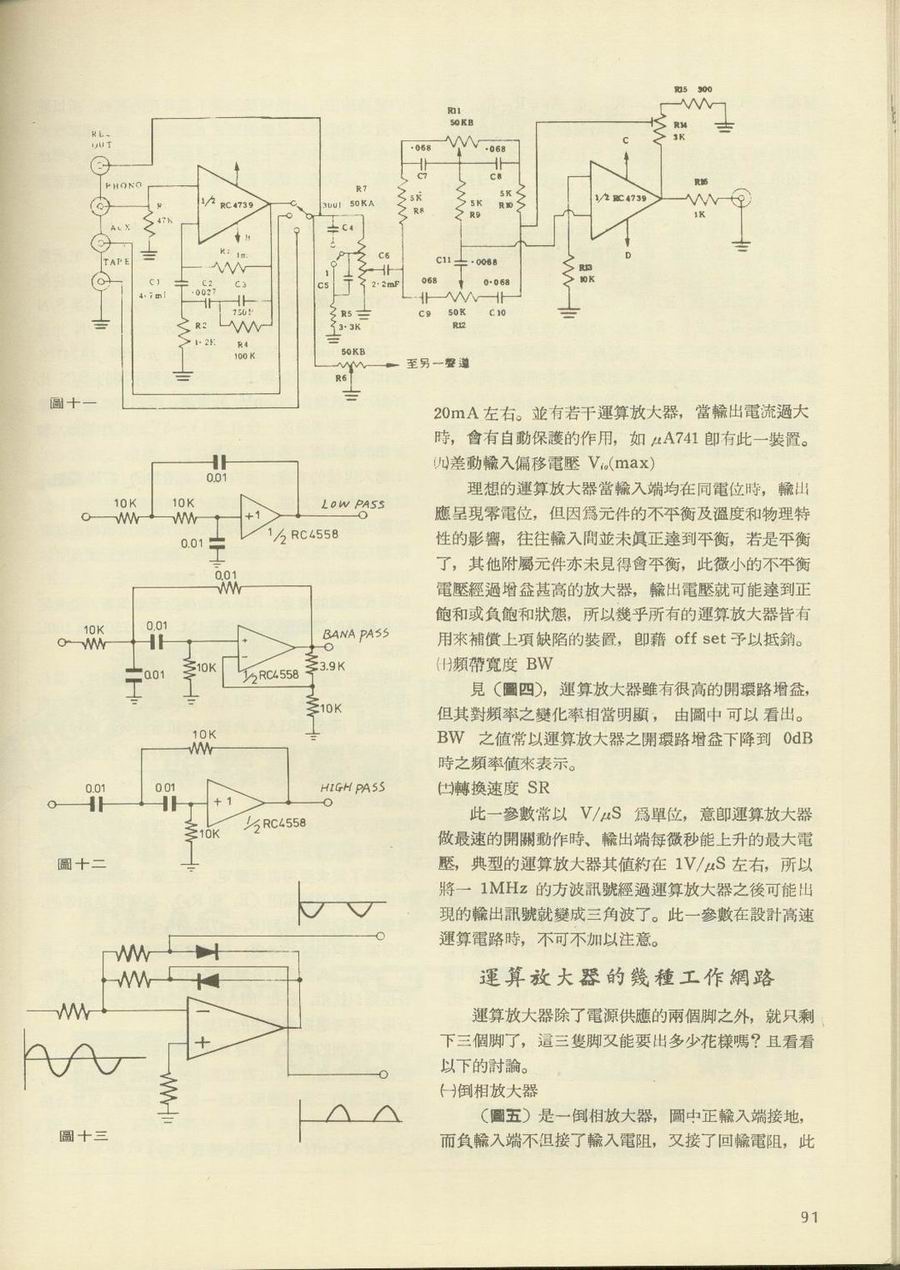 R15 300
R14
3K
R11
50KB
.068
.068
C7
C8
R7
50KA
5K
R8
5K
R9
5K
R10
C
1/2 RC4739
D
R16
1K
R13
10K
PHONO
AUX
TAPE
47K
1/2 RC4739
C4
C6
2·2mF
C5
C11
·0068
068
0·068
C9
50K
C10
R12
C1
C2
·0027
C3
R2
R4
100K
R5
3·3K
50KB
R6
至另一聲道
圖十一
0.01
10K
10K
LOW PASS
+1
1/2 RC4558
0.01
0.01
10K
0.01
BANA PASS
+
−
0.01
10K
1/2 RC4558
3.9K
10K
10K
0.01
0.01
HIGH PASS
+1
1/2 RC4558
10K
圖十二
−
+
圖十三
20mA 左右。並有若干運算放大器，當輸出電流過大
時，會有自動保護的作用，如 μA741 卽有此一裝置。
㈨差動輸入偏移電壓 Vio(max)
理想的運算放大器當輸入端均在同電位時，輸出
應呈現零電位，但因爲元件的不平衡及溫度和物理特
性的影響，往往輸入間並未眞正達到平衡，若是平衡
了，其他附屬元件亦未見得會平衡，此微小的不平衡
電壓經過增益甚高的放大器，輸出電壓就可能達到正
飽和或負飽和狀態，所以幾乎所有的運算放大器皆有
用來補償上項缺陷的裝置，卽藉 off set 予以抵銷。
㈩頻帶寬度 BW
見（圖四），運算放大器雖有很高的開環路增益，
但其對頻率之變化率相當明顯，由圖中可以看出。
BW 之值常以運算放大器之開環路增益下降到 0dB
時之頻率値來表示。
(十一)轉換速度 SR
此一參數常以 V/μS 爲單位，意卽運算放大器
做最速的開關動作時、輸出端每微秒能上升的最大電
壓，典型的運算放大器其值約在 1V/μS 左右，所以
將一 1MHz 的方波訊號經過運算放大器之後可能出
現的輸出訊號就變成三角波了。此一參數在設計高速
運算電路時，不可不加以注意。
運算放大器的幾種工作網路
運算放大器除了電源供應的兩個脚之外，就只剩
下三個脚了，這三隻脚又能要出多少花樣嗎？且看看
以下的討論。
㈠倒相放大器
（圖五）是一倒相放大器，圖中正輸入端接地，
而負輸入端不但接了輸入電阻，又接了回輸電阻，此
91